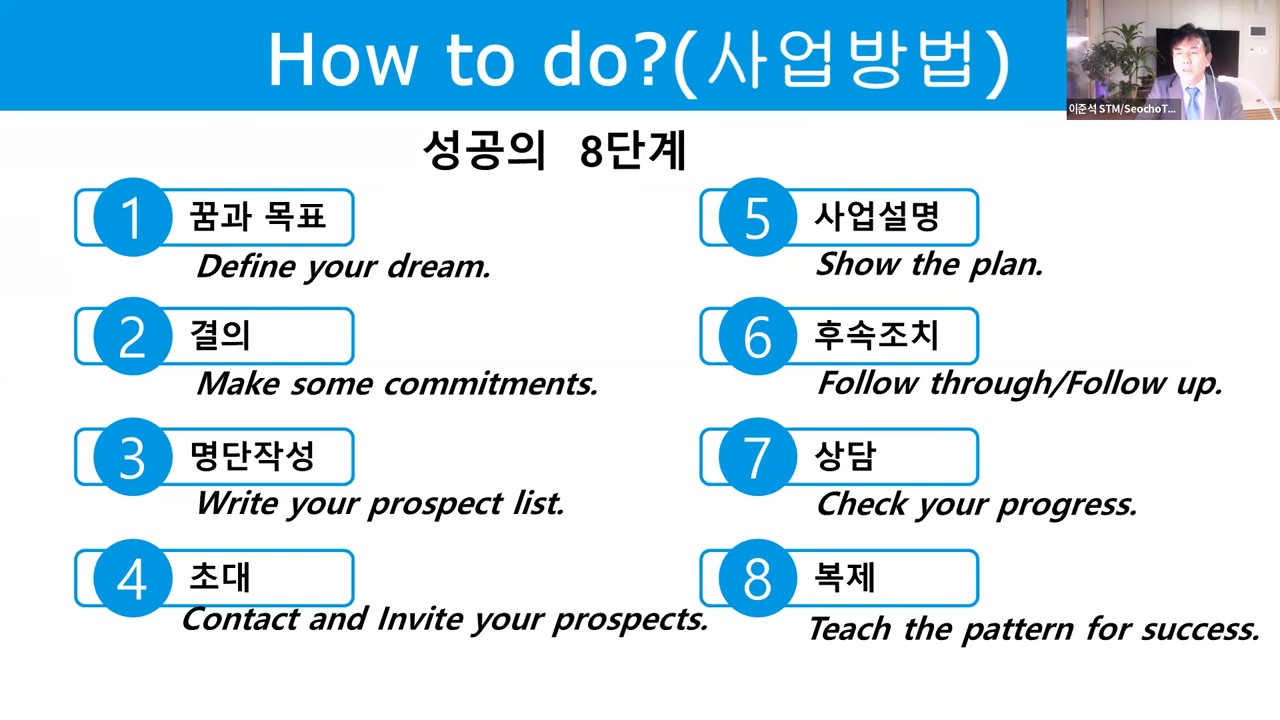 How to do?(사업방법)
이준석 STM/SeochoT...
성공의 8단계
1 꿈과 목표
Define your dream.
2 결의
Make some commitments.
3 명단작성
Write your prospect list.
4 초대
Contact and Invite your prospects.
5 사업설명
Show the plan.
6 후속조치
Follow through/Follow up.
7 상담
Check your progress.
8 복제
Teach the pattern for success.